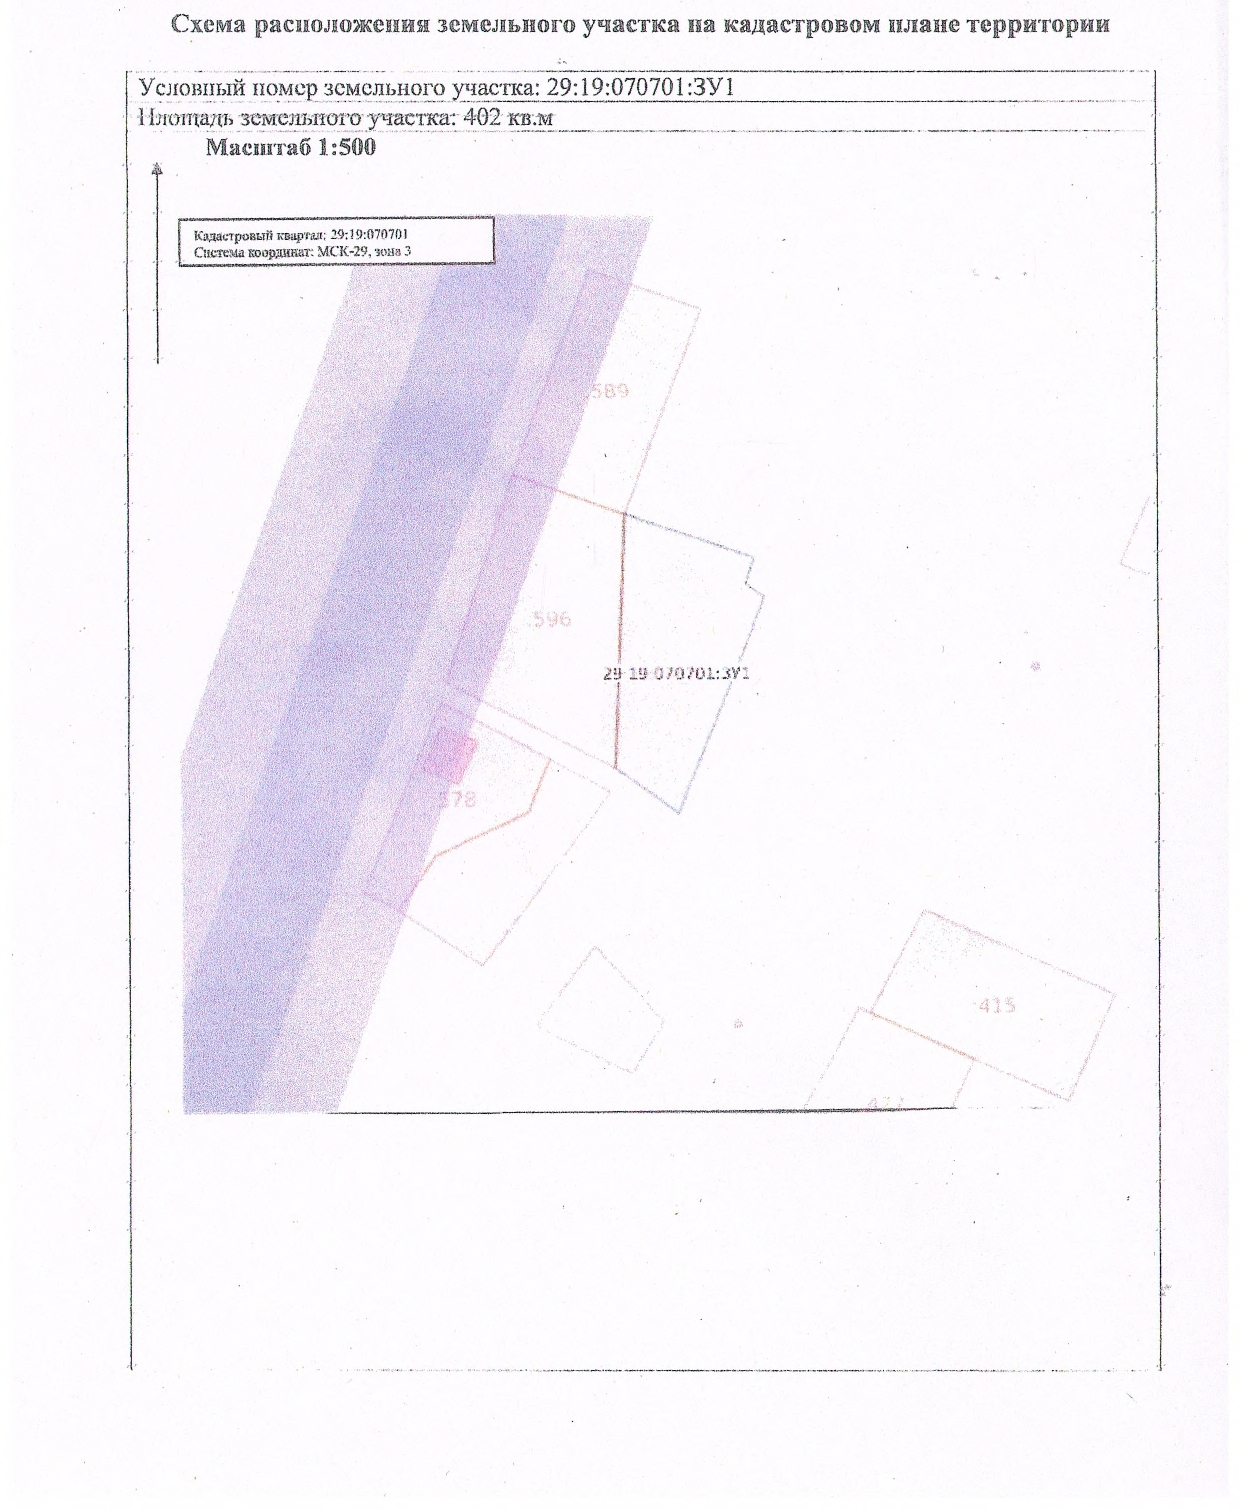 Схема расположения земельного участка на кадастровом плане территории
Условный номер земельного участка: 29:19:070701:ЗУ1
Площадь земельного участка: 402 кв.м
Масштаб 1:500
Кадастровый квартал: 29:19:070701
Система координат: МСК-29, зона 3
589
596
29:19:070701:ЗУ1
578
415